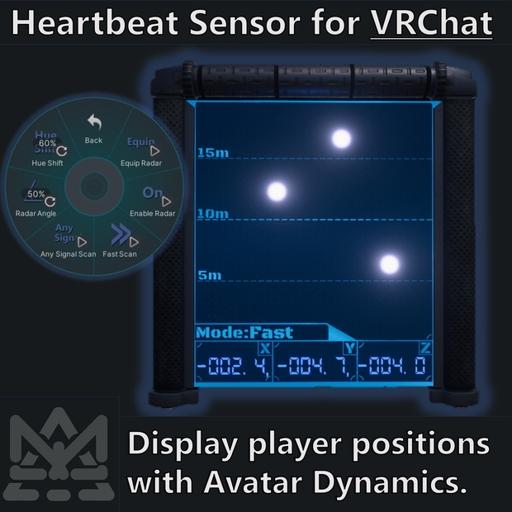 Heartbeat Sensor for VRChat
Back
Hue Shift
60%
Hue Shift
Equip
Equip Radar
50%
Radar Angle
On
Enable Radar
Any Sign
Any Signal Scan
Fast Scan
15m
10m
5m
Mode:Fast
X Y Z
-002. 4, -004. 7, -004. 0
Display player positions
with Avatar Dynamics.